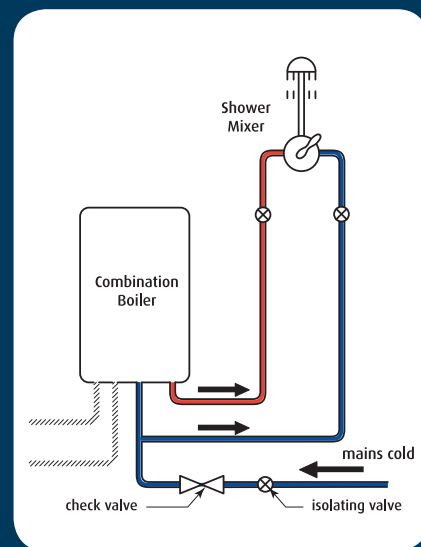 Shower
Mixer
Combination
Boiler
mains cold
check valve
isolating valve